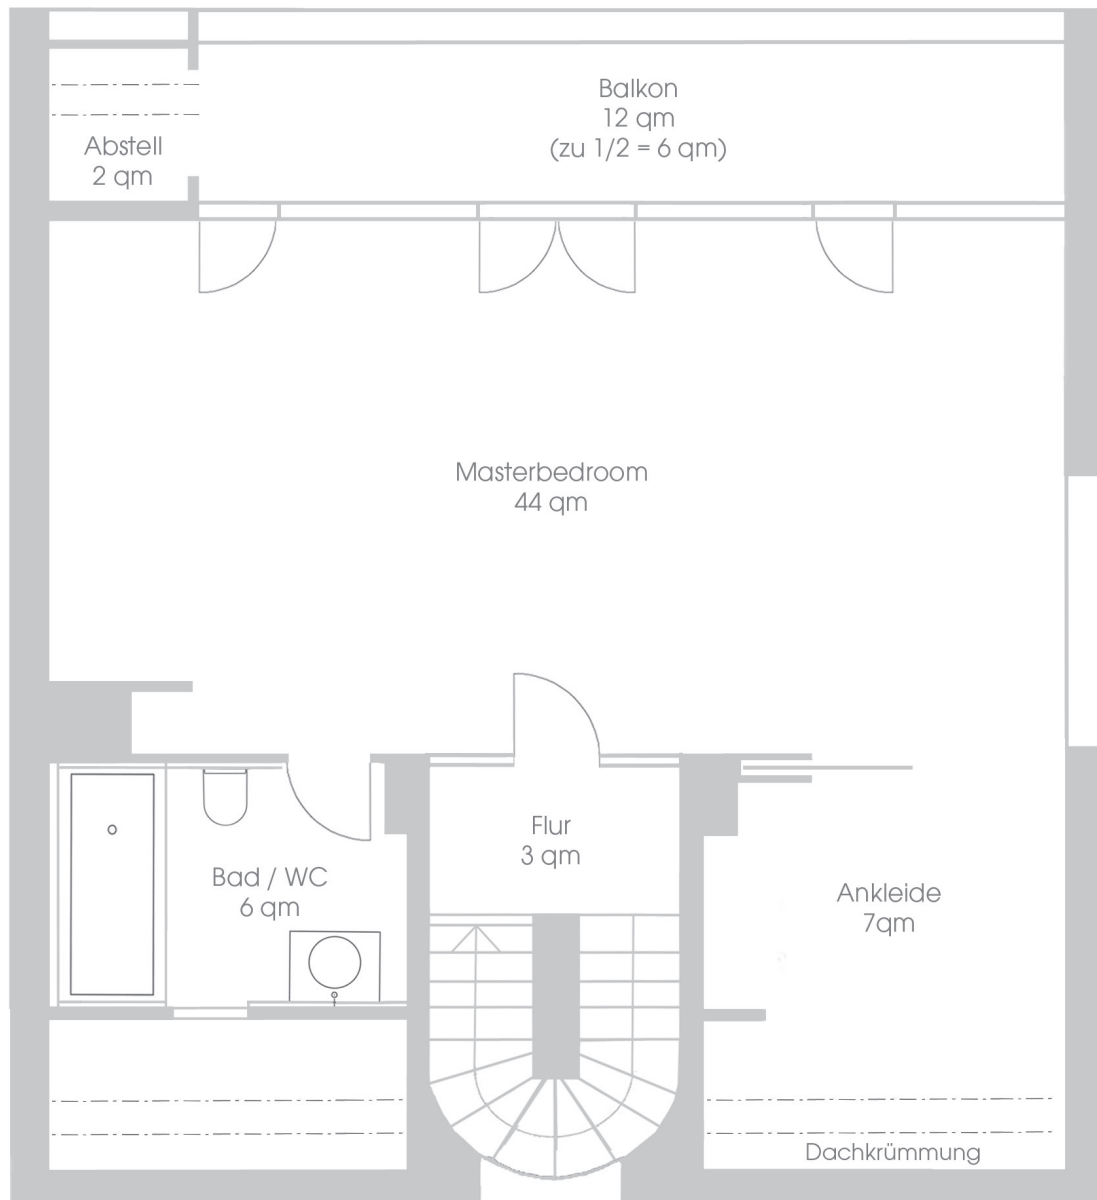 Balkon
12 qm
(zu 1/2 = 6 qm)
Abstell
2 qm
Masterbedroom
44 qm
Flur
3 qm
Bad / WC
6 qm
Ankleide
7qm
Dachkrümmung